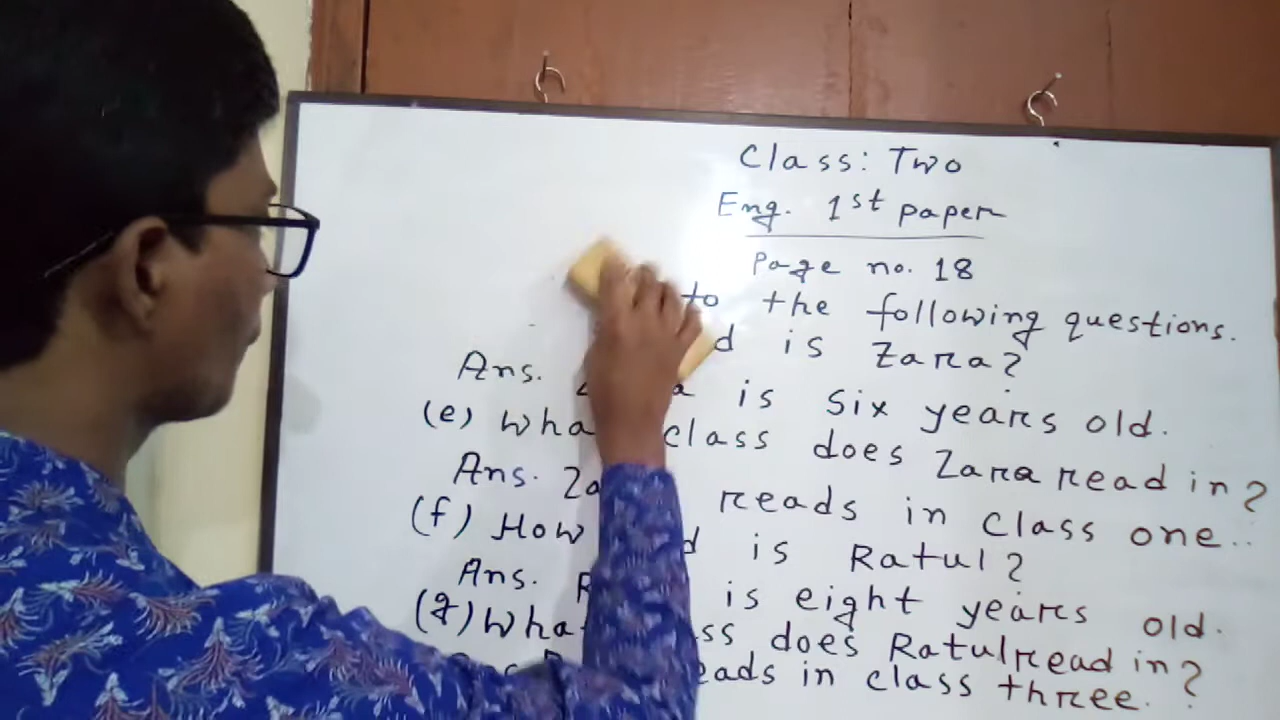 Class: Two
Eng. 1st paper
Page no. 18
to the following questions.
d is Zara?
Ans. a is six years old.
(e) wha class does Zara read in?
Ans. Za reads in class one..
(f) How d is Ratul?
Ans. R is eight years old.
(g) What ss does Ratul read in?
eads in class three.